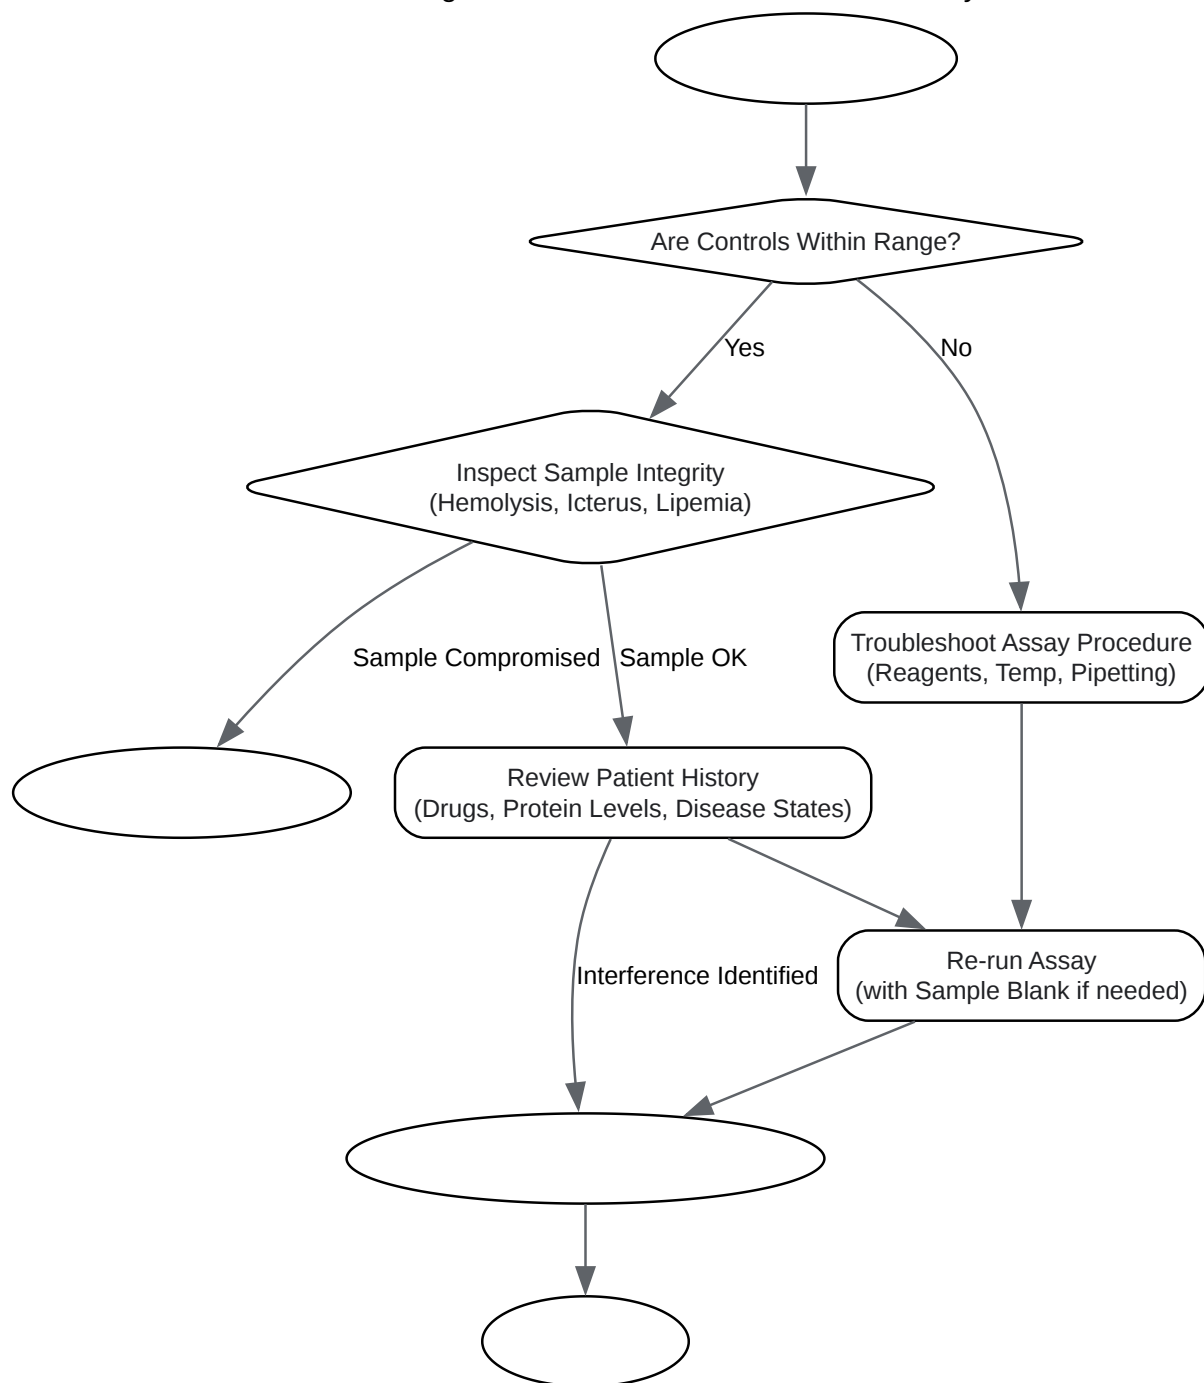 Are Controls Within Range?
Yes
No
Inspect Sample Integrity
(Hemolysis, Icterus, Lipemia)
Troubleshoot Assay Procedure
(Reagents, Temp, Pipetting)
Sample Compromised
Sample OK
Review Patient History
(Drugs, Protein Levels, Disease States)
Re-run Assay
(with Sample Blank if needed)
Interference Identified